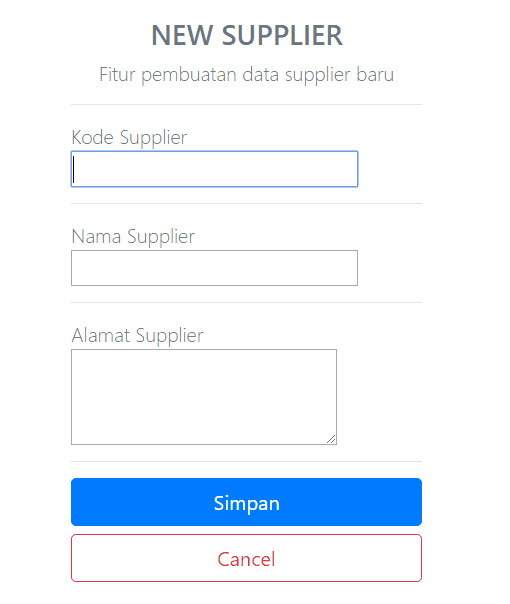 NEW SUPPLIER
Fitur pembuatan data supplier baru
Kode Supplier
Nama Supplier
Alamat Supplier
Simpan
Cancel